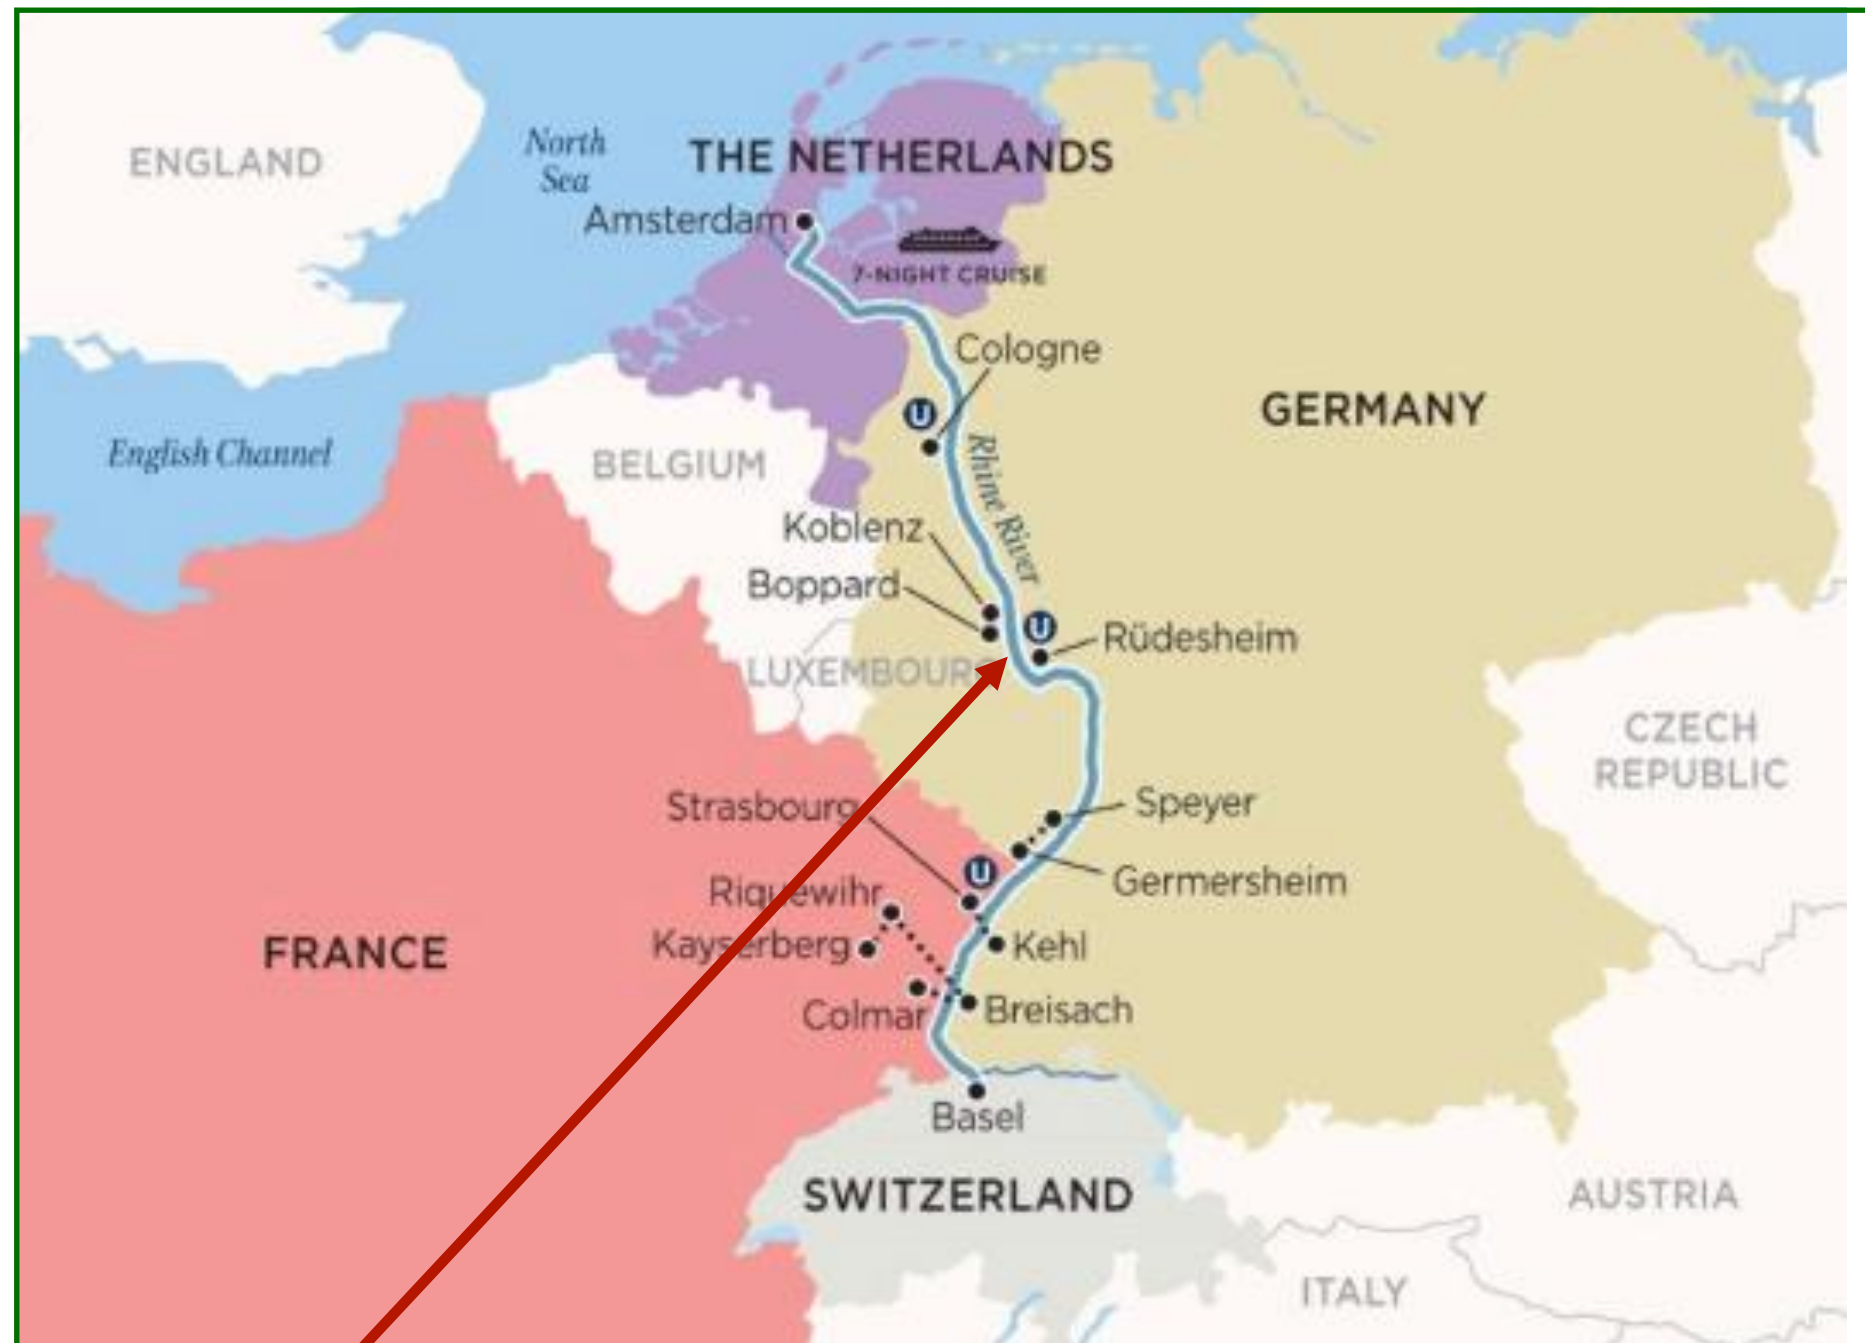 ENGLAND
North
Sea
THE NETHERLANDS
Amsterdam
7-NIGHT CRUISE
Cologne
U
GERMANY
English Channel
BELGIUM
Rhine River
Koblenz
Boppard
U
Rüdesheim
LUXEMBOURG
CZECH
REPUBLIC
Strasbourg
Speyer
U
Germersheim
Riquewihr
FRANCE
Kayserberg
Kehl
Colmar
Breisach
Basel
SWITZERLAND
AUSTRIA
ITALY